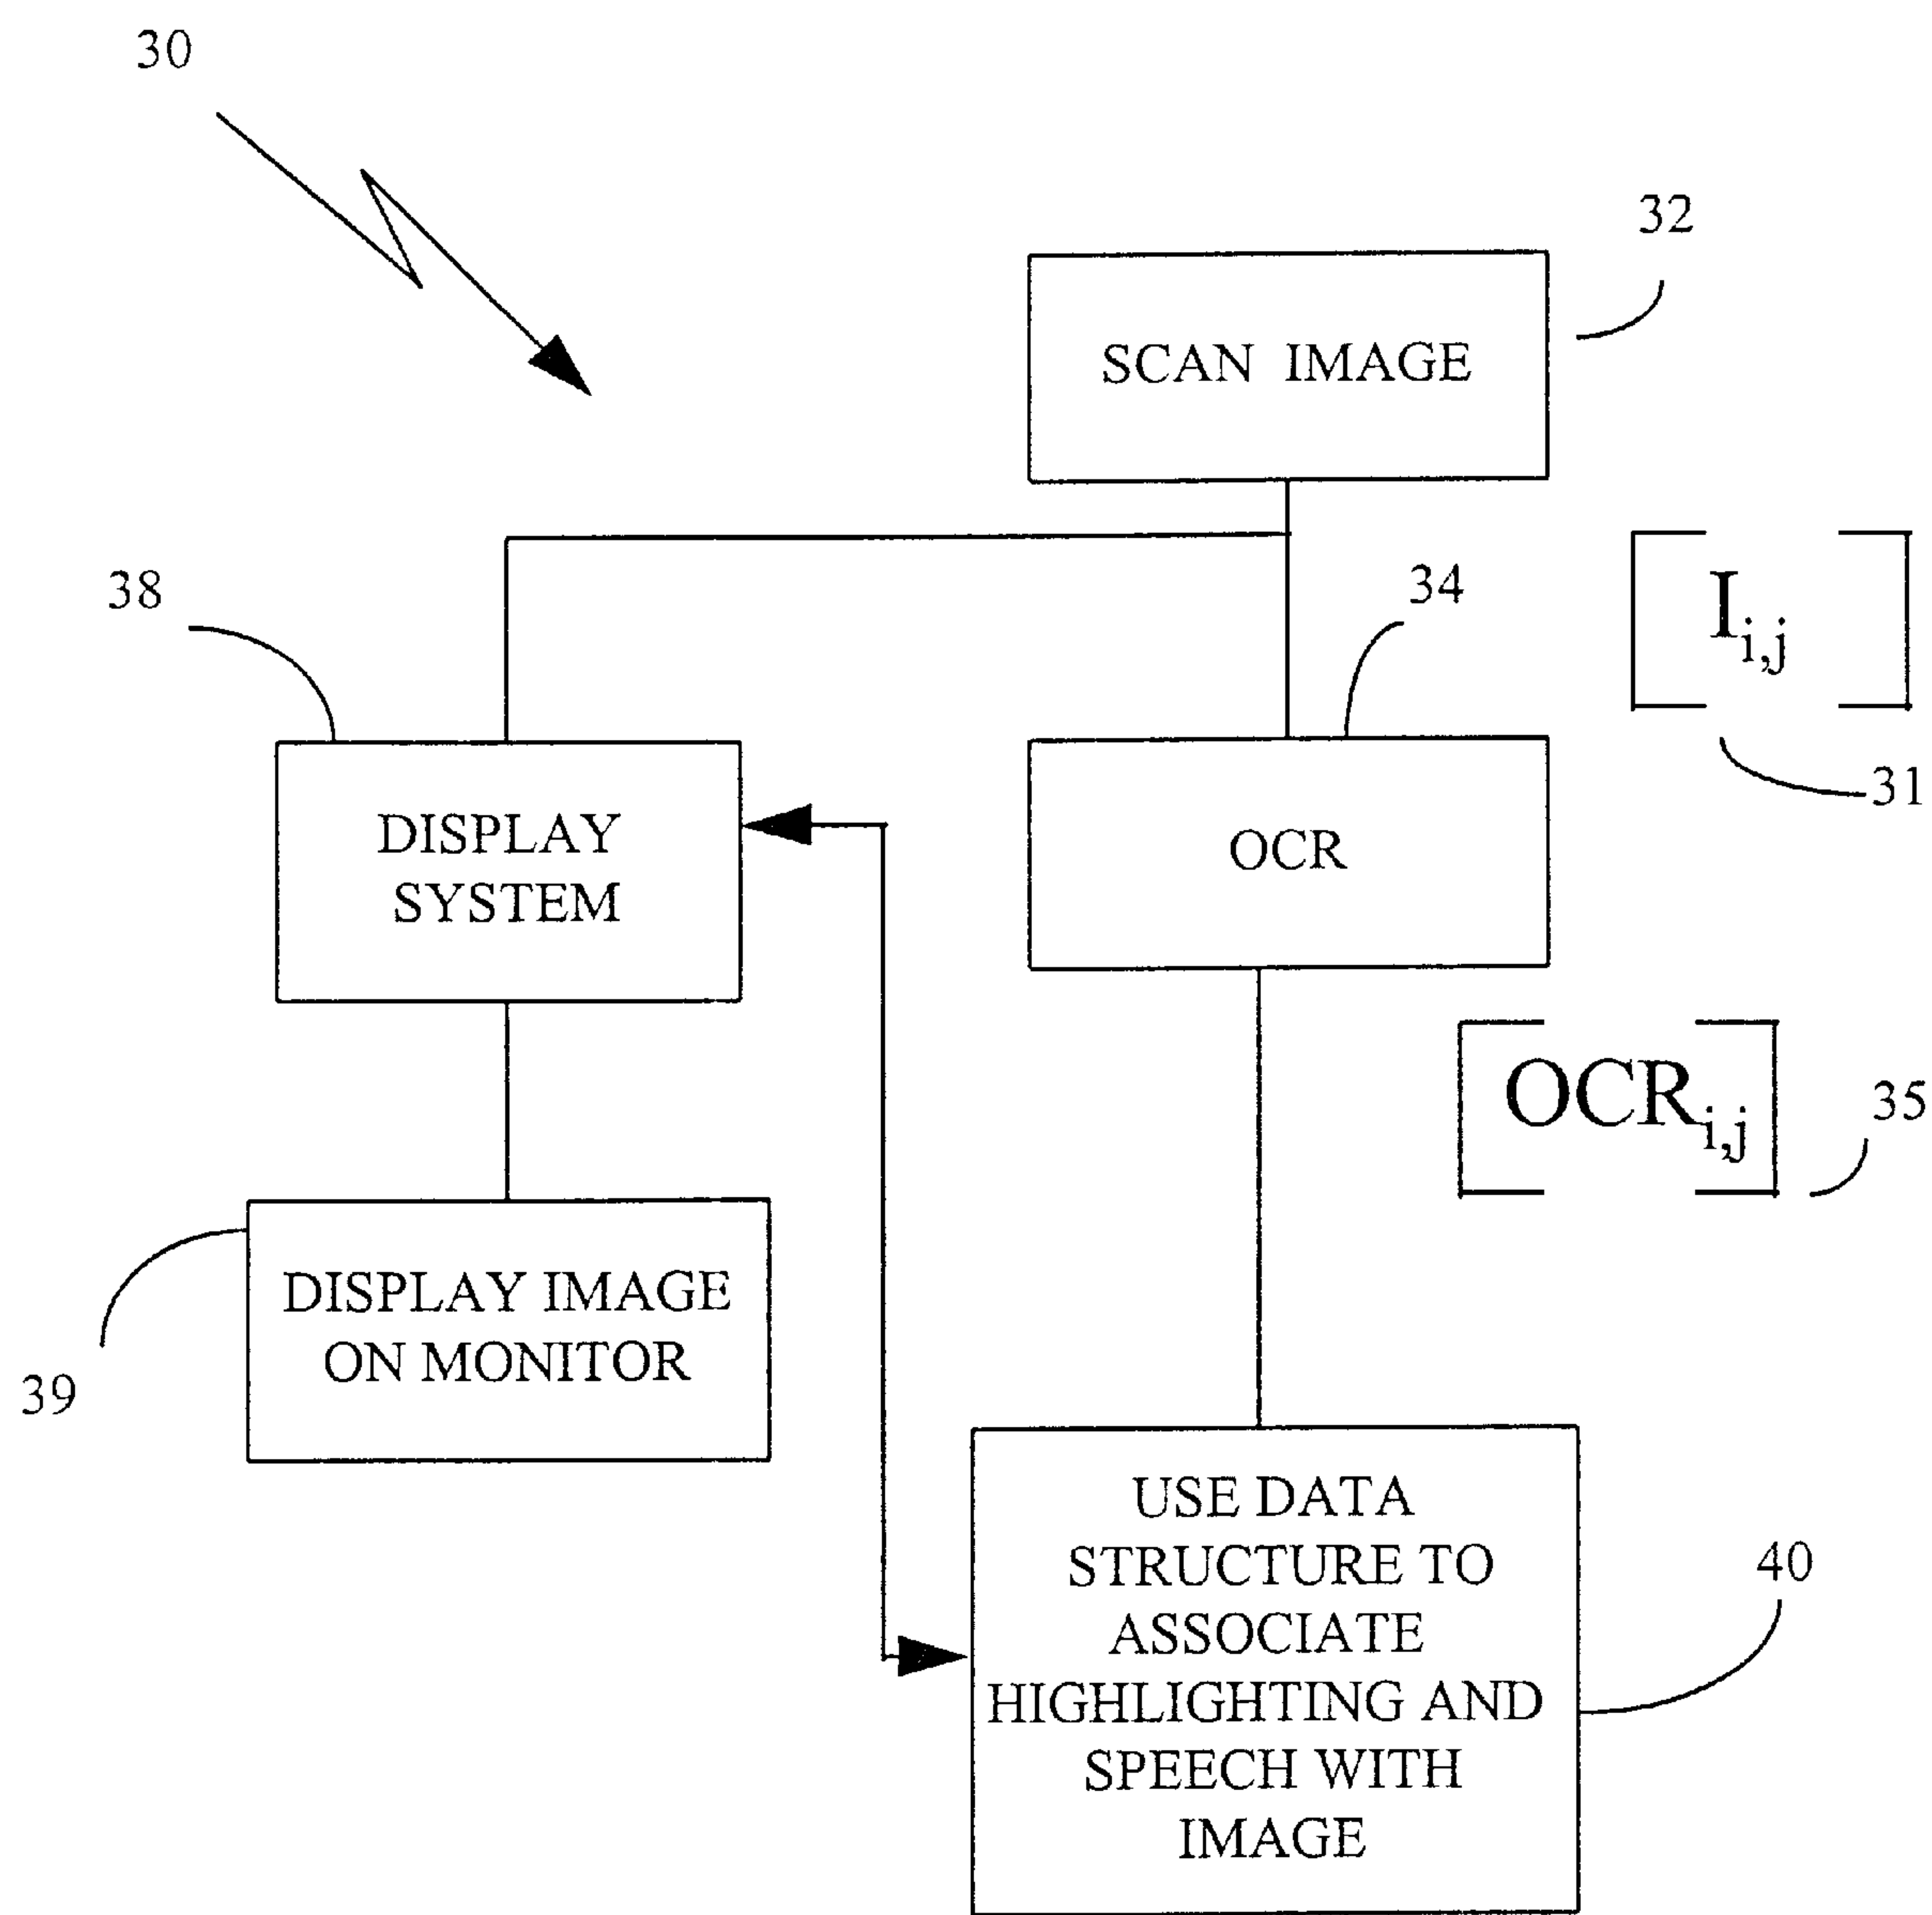 30
32
SCAN IMAGE
38
34
I i,j
31
DISPLAY
SYSTEM
OCR
OCR i,j
35
DISPLAY IMAGE
ON MONITOR
39
USE DATA
STRUCTURE TO
ASSOCIATE
HIGHLIGHTING AND
SPEECH WITH
IMAGE
40